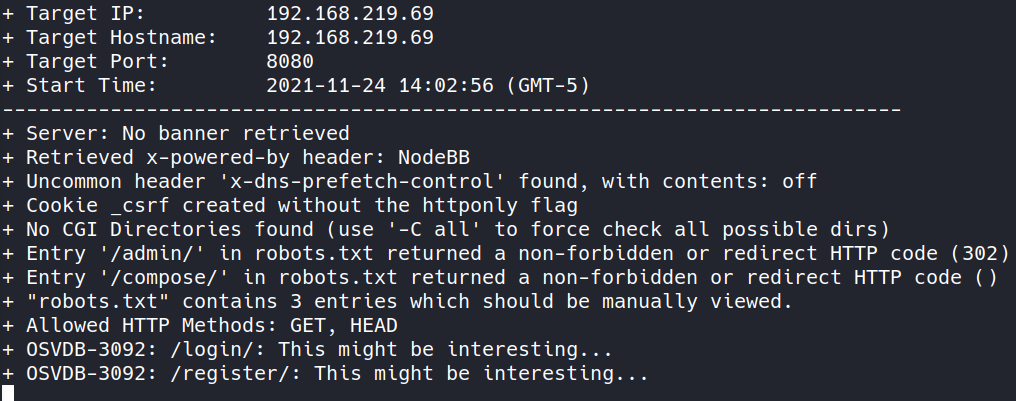 + Target IP:          192.168.219.69
+ Target Hostname:    192.168.219.69
+ Target Port:        8080
+ Start Time:         2021-11-24 14:02:56 (GMT-5)
---------------------------------------------------------------------------
+ Server: No banner retrieved
+ Retrieved x-powered-by header: NodeBB
+ Uncommon header 'x-dns-prefetch-control' found, with contents: off
+ Cookie _csrf created without the httponly flag
+ No CGI Directories found (use '-C all' to force check all possible dirs)
+ Entry '/admin/' in robots.txt returned a non-forbidden or redirect HTTP code (302)
+ Entry '/compose/' in robots.txt returned a non-forbidden or redirect HTTP code ()
+ "robots.txt" contains 3 entries which should be manually viewed.
+ Allowed HTTP Methods: GET, HEAD
+ OSVDB-3092: /login/: This might be interesting...
+ OSVDB-3092: /register/: This might be interesting...